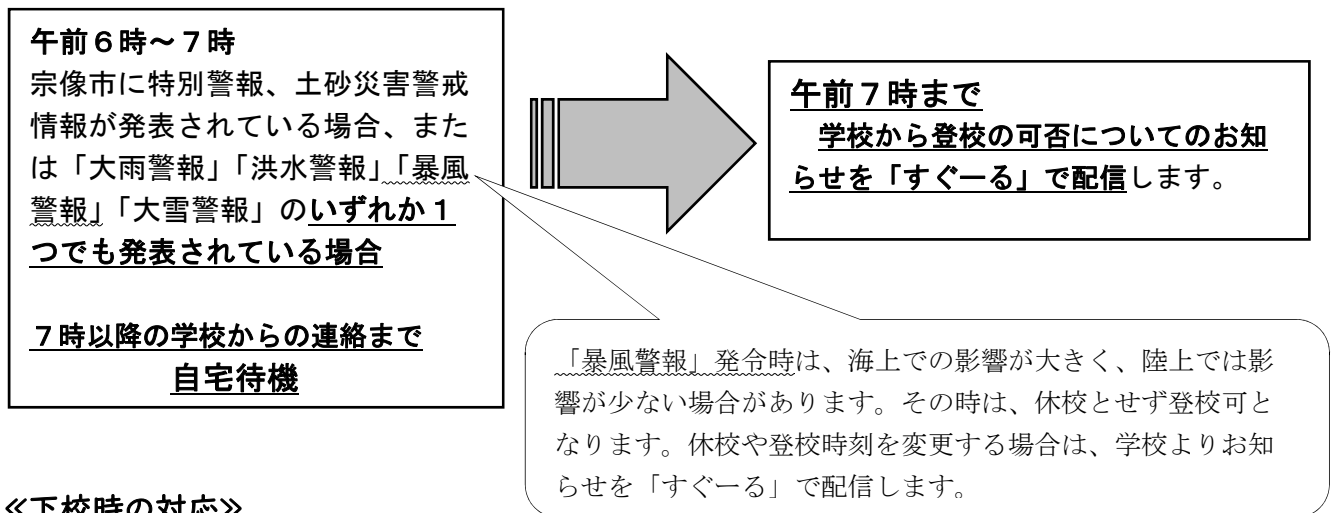 午前６時～７時
宗像市に特別警報、土砂災害警戒
情報が発表されている場合、また
は「大雨警報」「洪水警報」「暴風
警報」「大雪警報」のいずれか１
つでも発表されている場合
７時以降の学校からの連絡まで
自宅待機
午前７時まで
学校から登校の可否についてのお知
らせを「すぐーる」で配信します。
「暴風警報」発令時は、海上での影響が大きく、陸上では影
響が少ない場合があります。その時は、休校とせず登校可と
なります。休校や登校時刻を変更する場合は、学校よりお知
らせを「すぐーる」で配信します。
≪下校時の対応≫